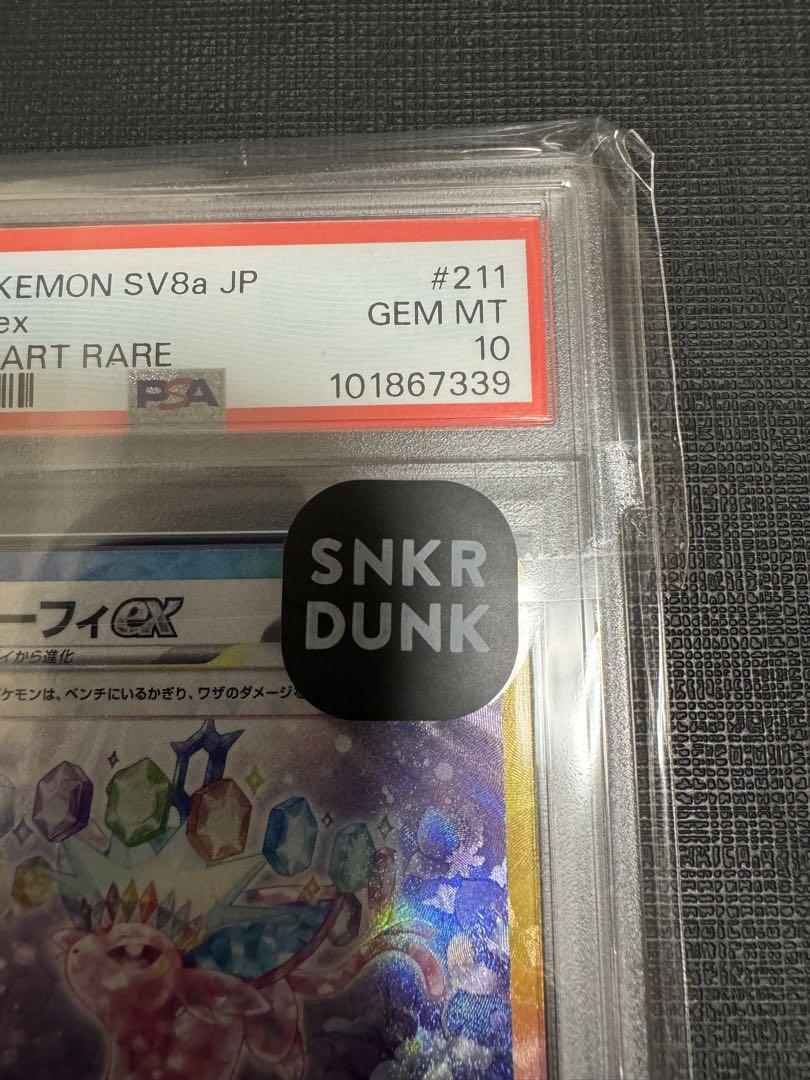 KEMON SV8a JP #211
ex GEM MT
ART RARE 10
PSA 101867339
SNKR
DUNK
ーフィex
から進化
ケモンは、ベンチにいるかぎり、ワザのダメージ